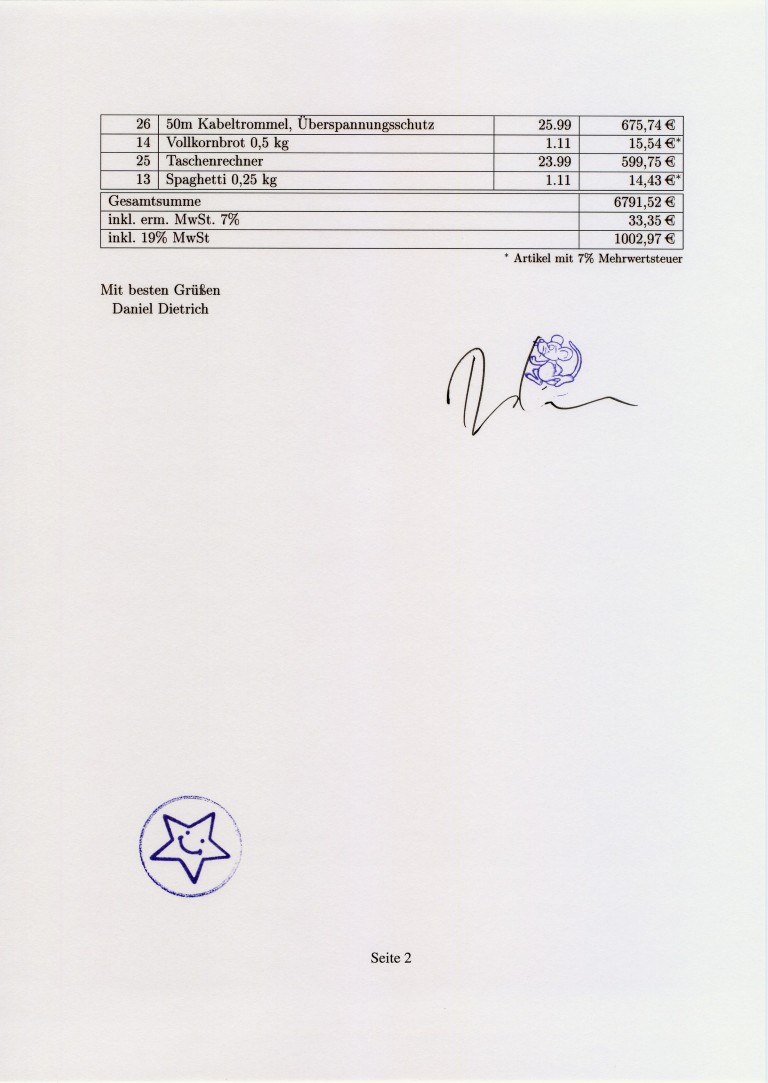 26 50m Kabeltrommel, Überspannungsschutz 25.99 675,74 €
14 Vollkornbrot 0,5 kg 1.11 15,54 €*
25 Taschenrechner 23.99 599,75 €
13 Spaghetti 0,25 kg 1.11 14,43 €*
Gesamtsumme 6791,52 €
inkl. erm. MwSt. 7% 33,35 €
inkl. 19% MwSt 1002,97 €
* Artikel mit 7% Mehrwertsteuer
Mit besten Grüßen
Daniel Dietrich
Seite 2